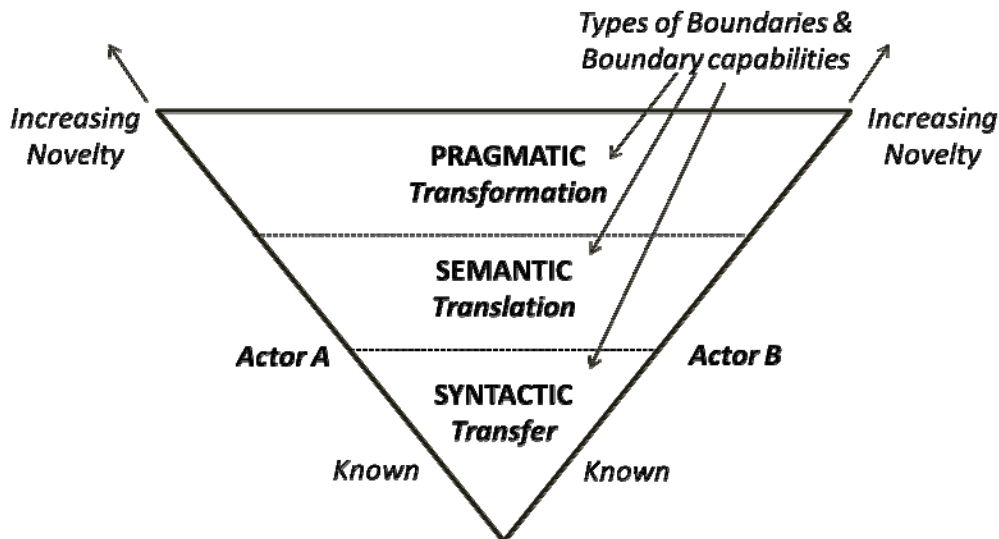 Types of Boundaries &
Boundary capabilities
Increasing
Novelty
Increasing
Novelty
PRAGMATIC
Transformation
SEMANTIC
Translation
Actor A
Actor B
SYNTACTIC
Transfer
Known
Known